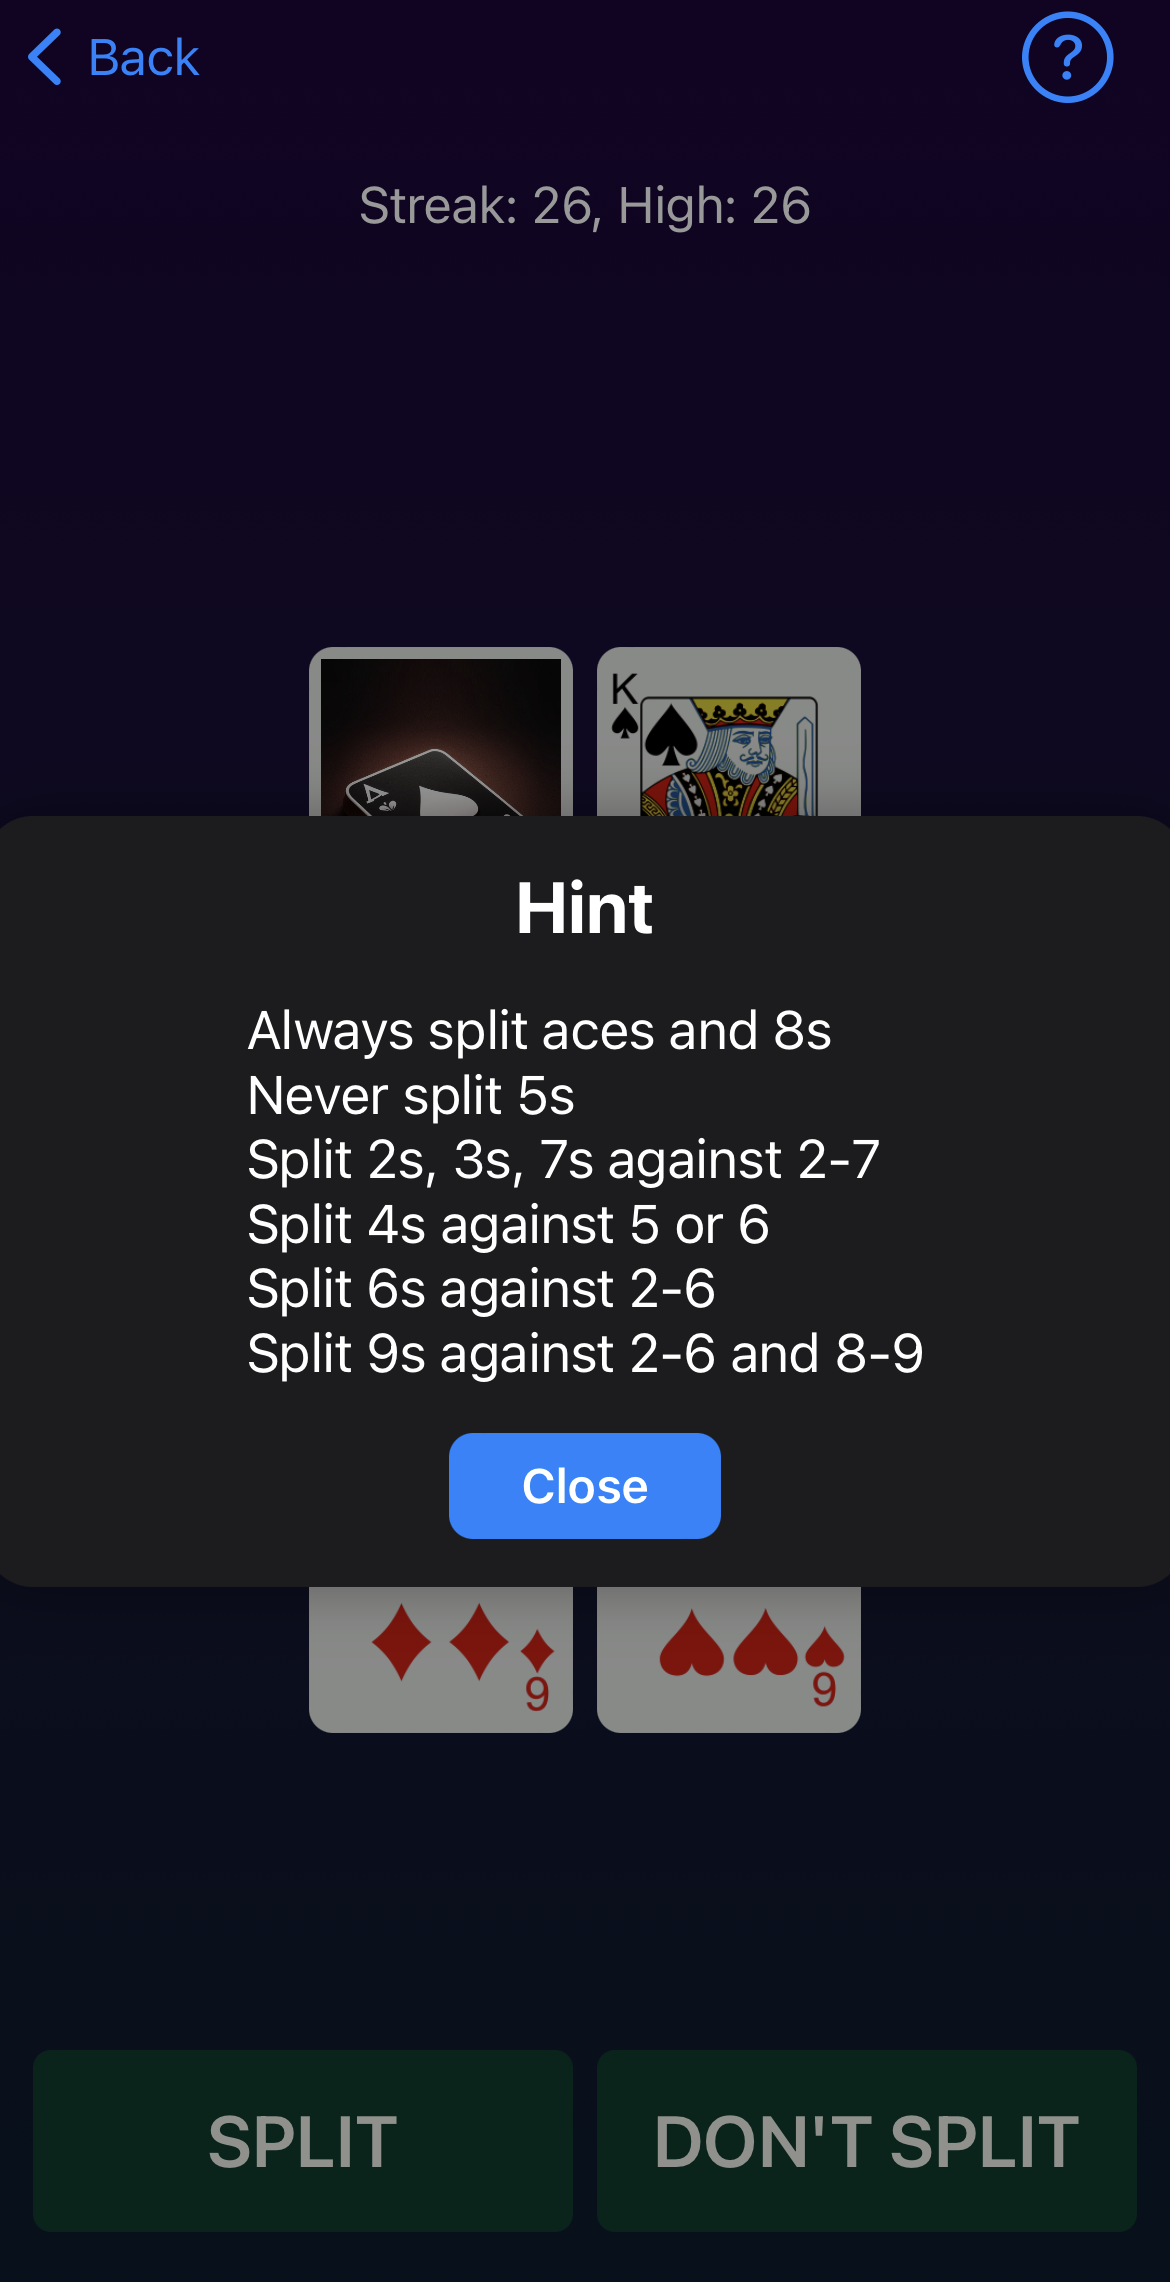 Back
?
Streak: 26, High: 26
K
Hint
Always split aces and 8s
Never split 5s
Split 2s, 3s, 7s against 2-7
Split 4s against 5 or 6
Split 6s against 2-6
Split 9s against 2-6 and 8-9
Close
9 9
SPLIT
DON'T SPLIT